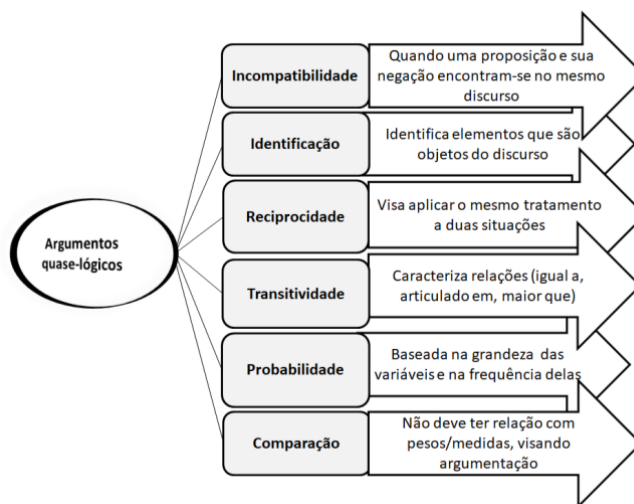 Argumentos
quase-lógicos
Incompatibilidade
Quando uma proposição e sua
negação encontram-se no mesmo
discurso
Identificação
Identifica elementos que são
objetos do discurso
Reciprocidade
Visa aplicar o mesmo tratamento
a duas situações
Transitividade
Caracteriza relações (igual a,
articulado em, maior que)
Probabilidade
Baseada na grandeza das
variáveis e na frequência delas
Comparação
Não deve ter relação com
pesos/medidas, visando
argumentação